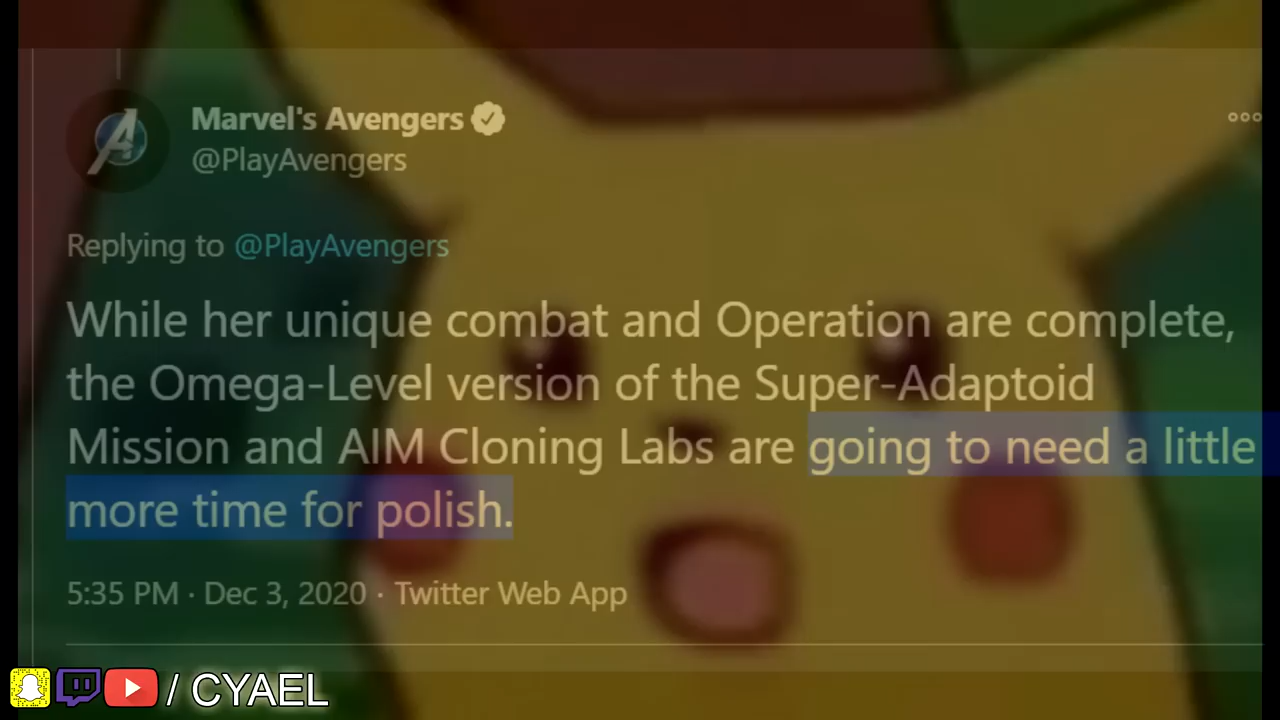 Marvel's Avengers
@PlayAvengers
Replying to @PlayAvengers
While her unique combat and Operation are complete,
the Omega-Level version of the Super-Adaptoid
Mission and AIM Cloning Labs are going to need a little
more time for polish.
5:35 PM · Dec 3, 2020 · Twitter Web App
/ CYAEL